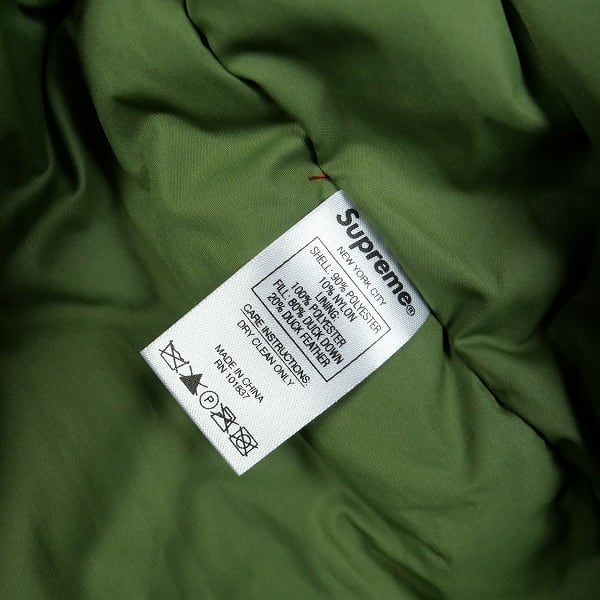 Supreme®
NEW YORK CITY
SHELL: 90% POLYESTER
10% NYLON
LINING:
100% POLYESTER
FILL: 80% DUCK DOWN
20% DUCK FEATHER
CARE INSTRUCTIONS:
DRY CLEAN ONLY
MADE IN CHINA
RN 101837
P